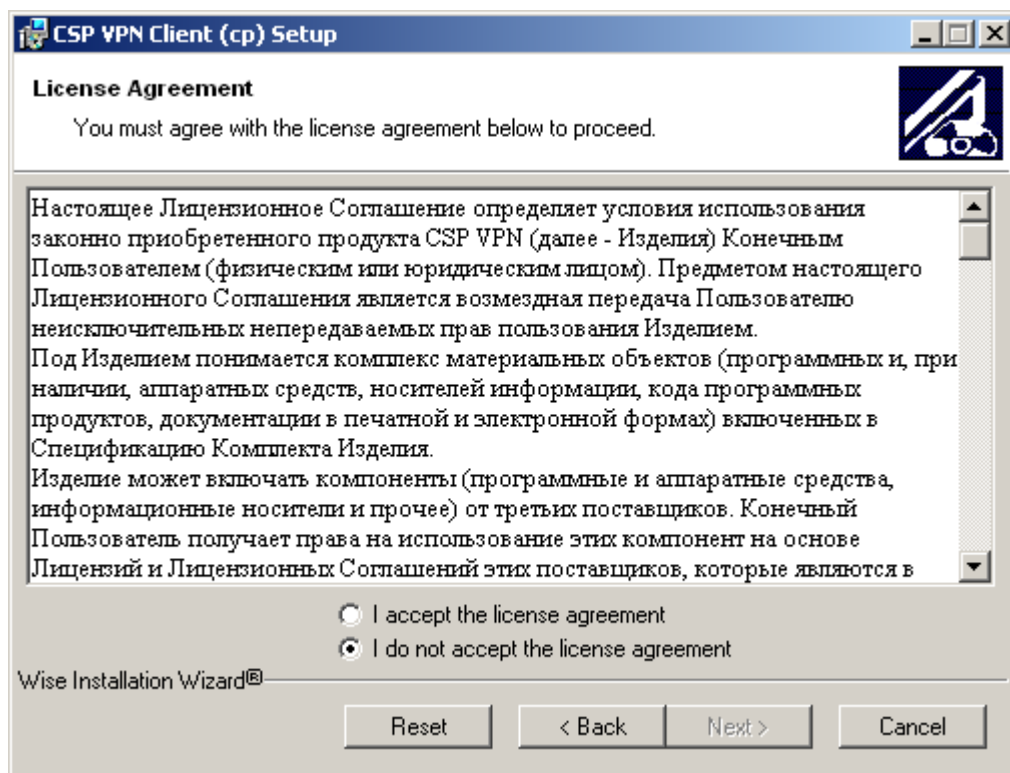 CSP VPN Client (cp) Setup
License Agreement
You must agree with the license agreement below to proceed.
Настоящее Лицензионное Соглашение определяет условия использования
законно приобретенного продукта CSP VPN (далее - Изделия) Конечным
Пользователем (физическим или юридическим лицом). Предметом настоящего
Лицензионного Соглашения является возмездная передача Пользователю
неисключительных непередаваемых прав пользования Изделием.
Под Изделием понимается комплекс материальных объектов (программных и, при
наличии, аппаратных средств, носителей информации, кода программных
продуктов, документации в печатной и электронной формах) включенных в
Спецификацию Комплекта Изделия.
Изделие может включать компоненты (программные и аппаратные средства,
информационные носители и прочее) от третьих поставщиков. Конечный
Пользователь получает права на использование этих компонент на основе
Лицензий и Лицензионных Соглашений этих поставщиков, которые являются в
I accept the license agreement
I do not accept the license agreement
Wise Installation Wizard®
Reset < Back Next > Cancel